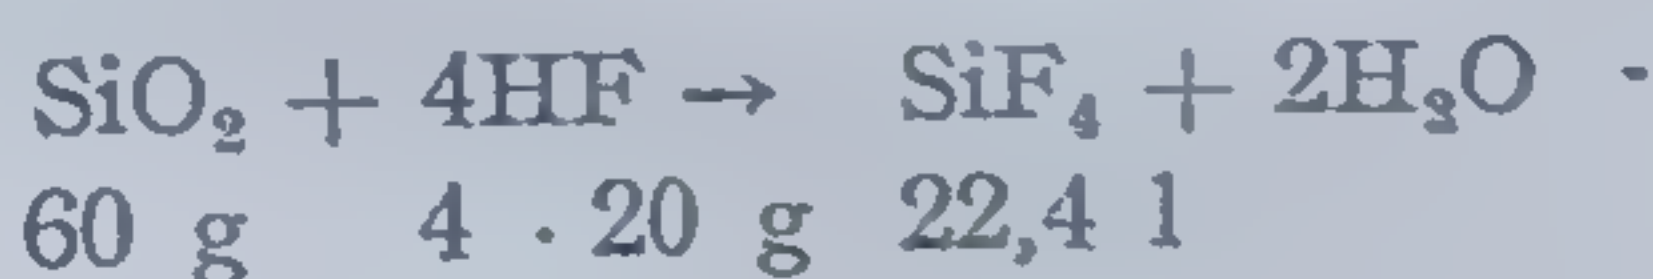 SiO₂ + 4HF → SiF₄ + 2H₂O -
60 g 4 · 20 g 22,4 l